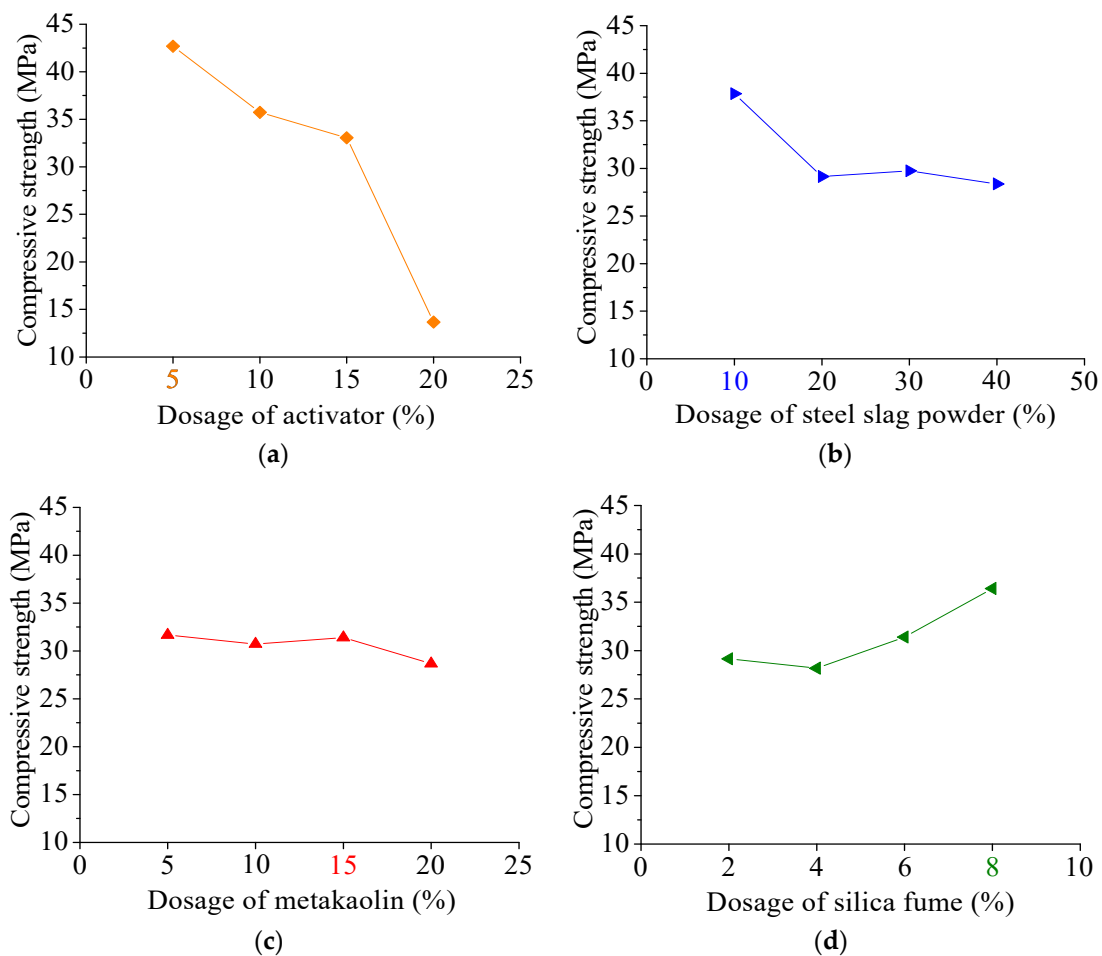 Compressive strength (MPa)
45
40
35
30
25
20
15
10
0 5 10 15 20 25
Dosage of activator (%)
(a)
Compressive strength (MPa)
45
40
35
30
25
20
15
10
0 10 20 30 40 50
Dosage of steel slag powder (%)
(b)
Compressive strength (MPa)
45
40
35
30
25
20
15
10
0 5 10 15 20 25
Dosage of metakaolin (%)
(c)
Compressive strength (MPa)
45
40
35
30
25
20
15
10
0 2 4 6 8 10
Dosage of silica fume (%)
(d)